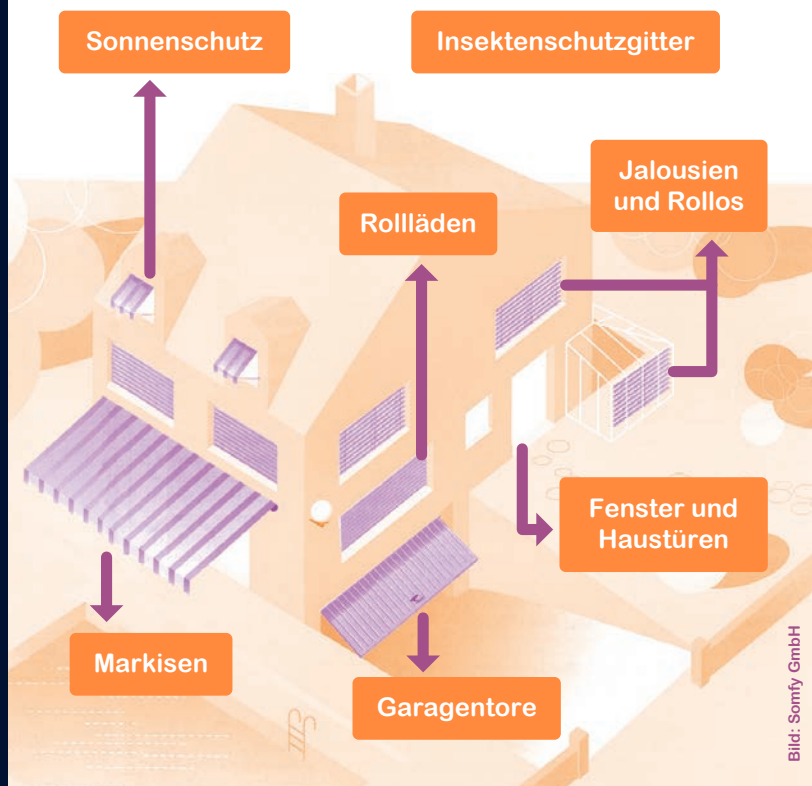 Sonnenschutz
Insektenschutzgitter
Jalousien
und Rollos
Rollläden
Fenster und
Haustüren
Markisen
Garagentore
Bild: Somfy GmbH